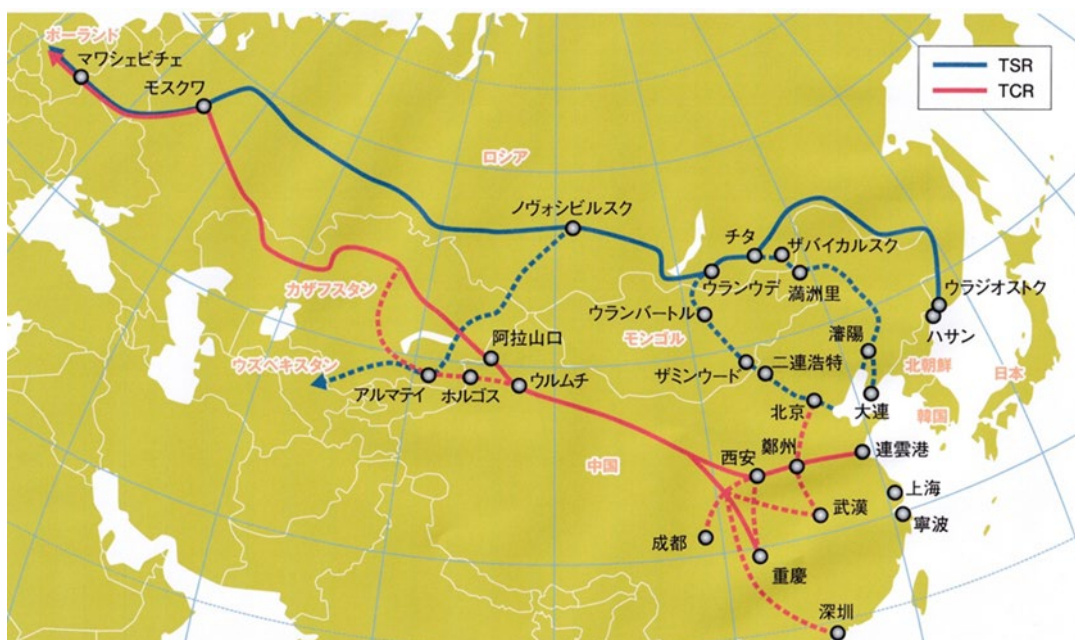 ポーランド
マワシェビチェ
モスクワ
TSR
TCR
ロシア
ノヴォシビルスク
チタ
ザバイカルスク
カザフスタン
ウランウデ
満洲里
ウラジオストク
ウランバートル
モンゴル
ハサン
阿拉山口
瀋陽
ウズベキスタン
ザミンウード
二連浩特
北朝鮮
日本
アルマテイ
ホルゴス
ウルムチ
北京
大連
韓国
中国
西安
鄭州
連雲港
上海
武漢
寧波
成都
重慶
深圳